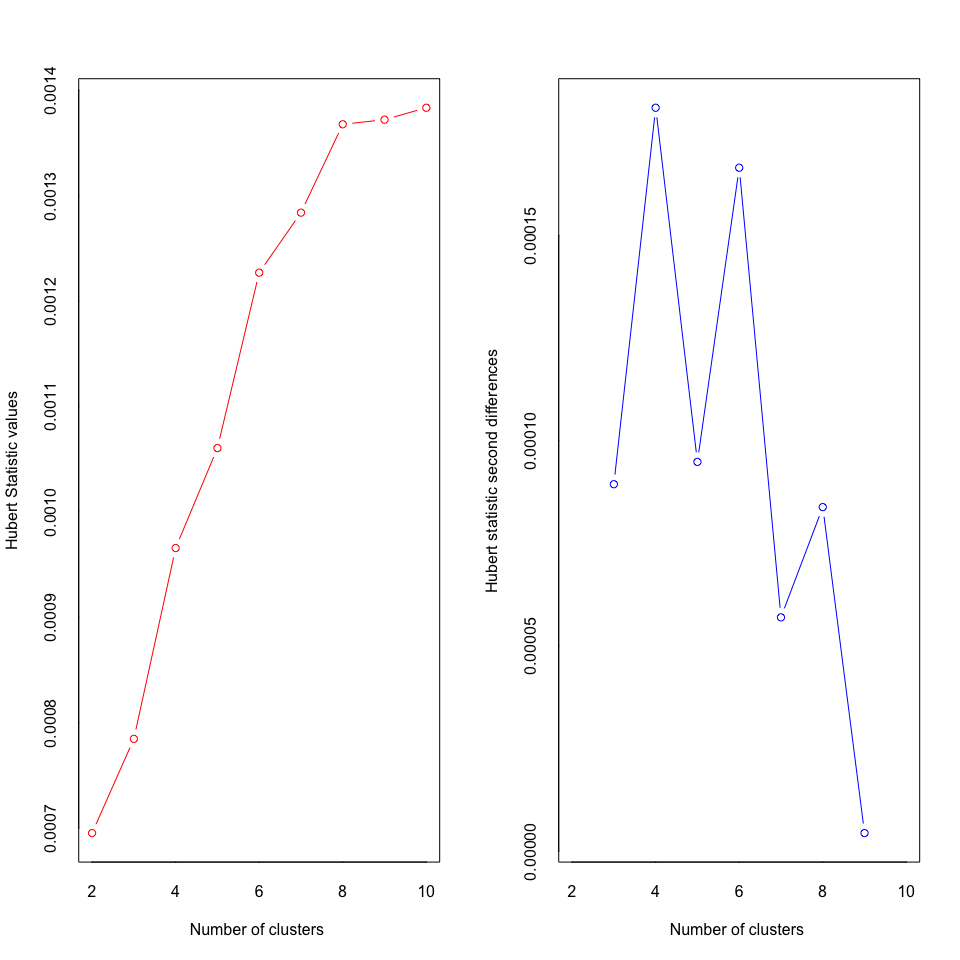 Hubert Statistic values
0.0014
0.0013
0.0012
0.0011
0.0010
0.0009
0.0008
0.0007
2 4 6 8 10
Number of clusters
Hubert statistic second differences
0.00015
0.00010
0.00005
0.00000
2 4 6 8 10
Number of clusters